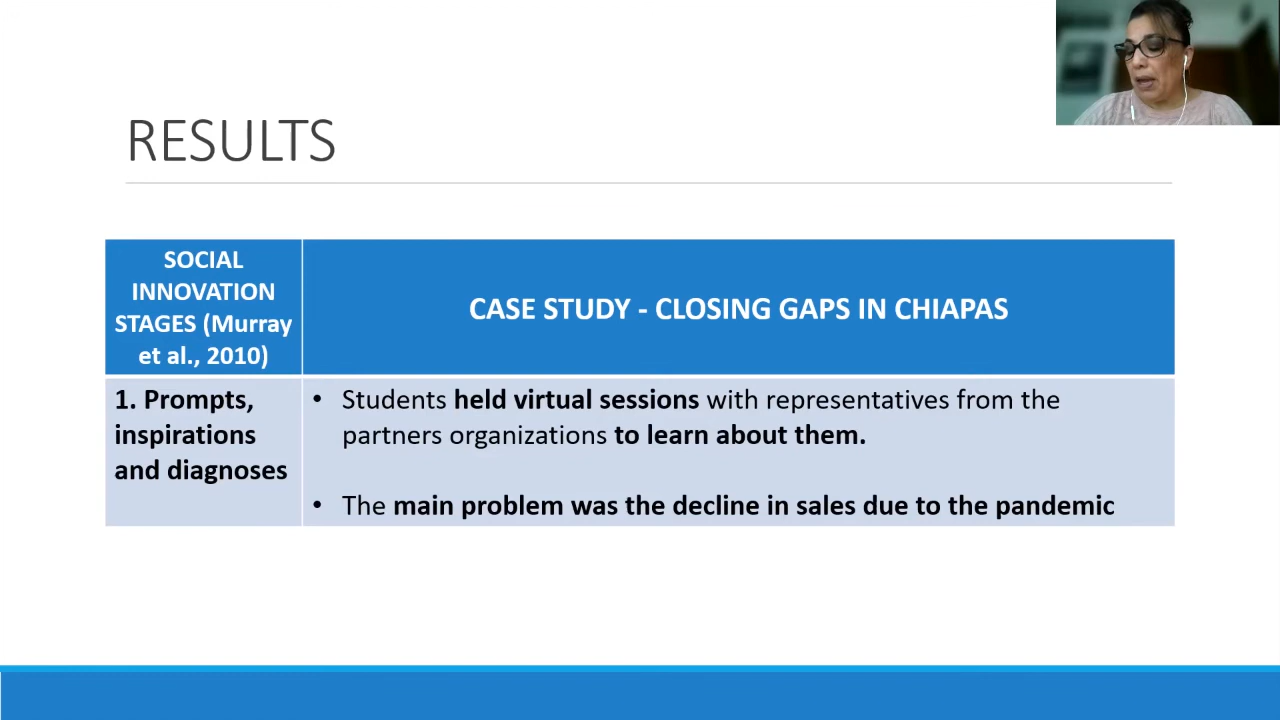 RESULTS
SOCIAL
INNOVATION
STAGES (Murray
et al., 2010)
CASE STUDY - CLOSING GAPS IN CHIAPAS
1. Prompts,
inspirations
and diagnoses
• Students held virtual sessions with representatives from the
partners organizations to learn about them.
• The main problem was the decline in sales due to the pandemic